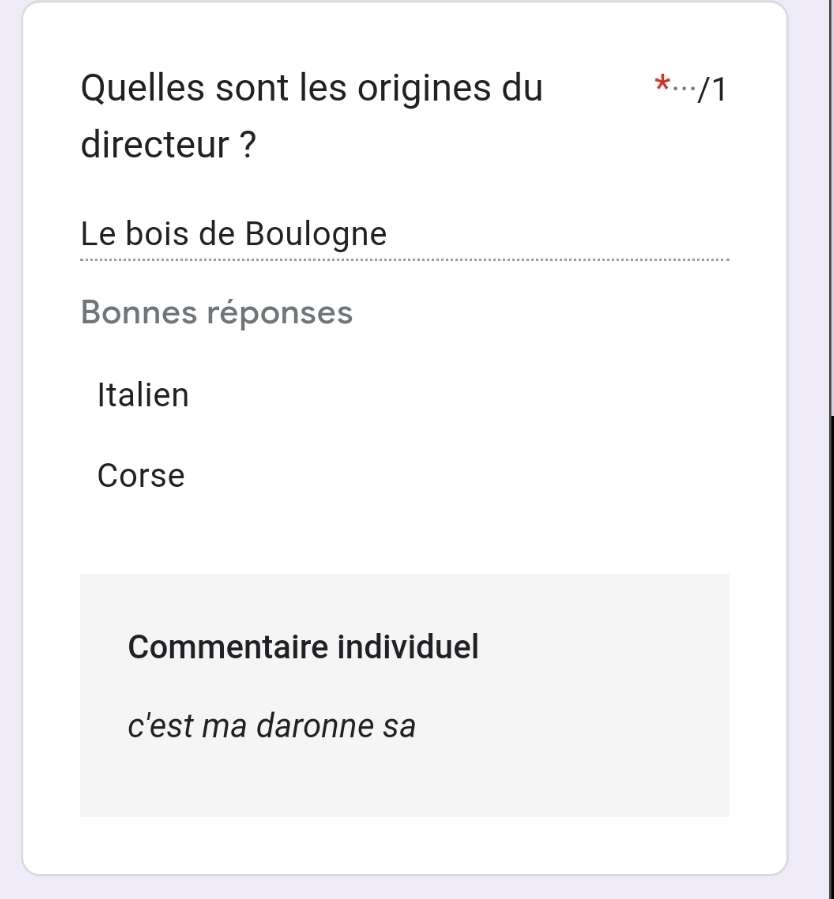 Quelles sont les origines du
directeur ?
*…/1
Le bois de Boulogne
Bonnes réponses
Italien
Corse
Commentaire individuel
c'est ma daronne sa